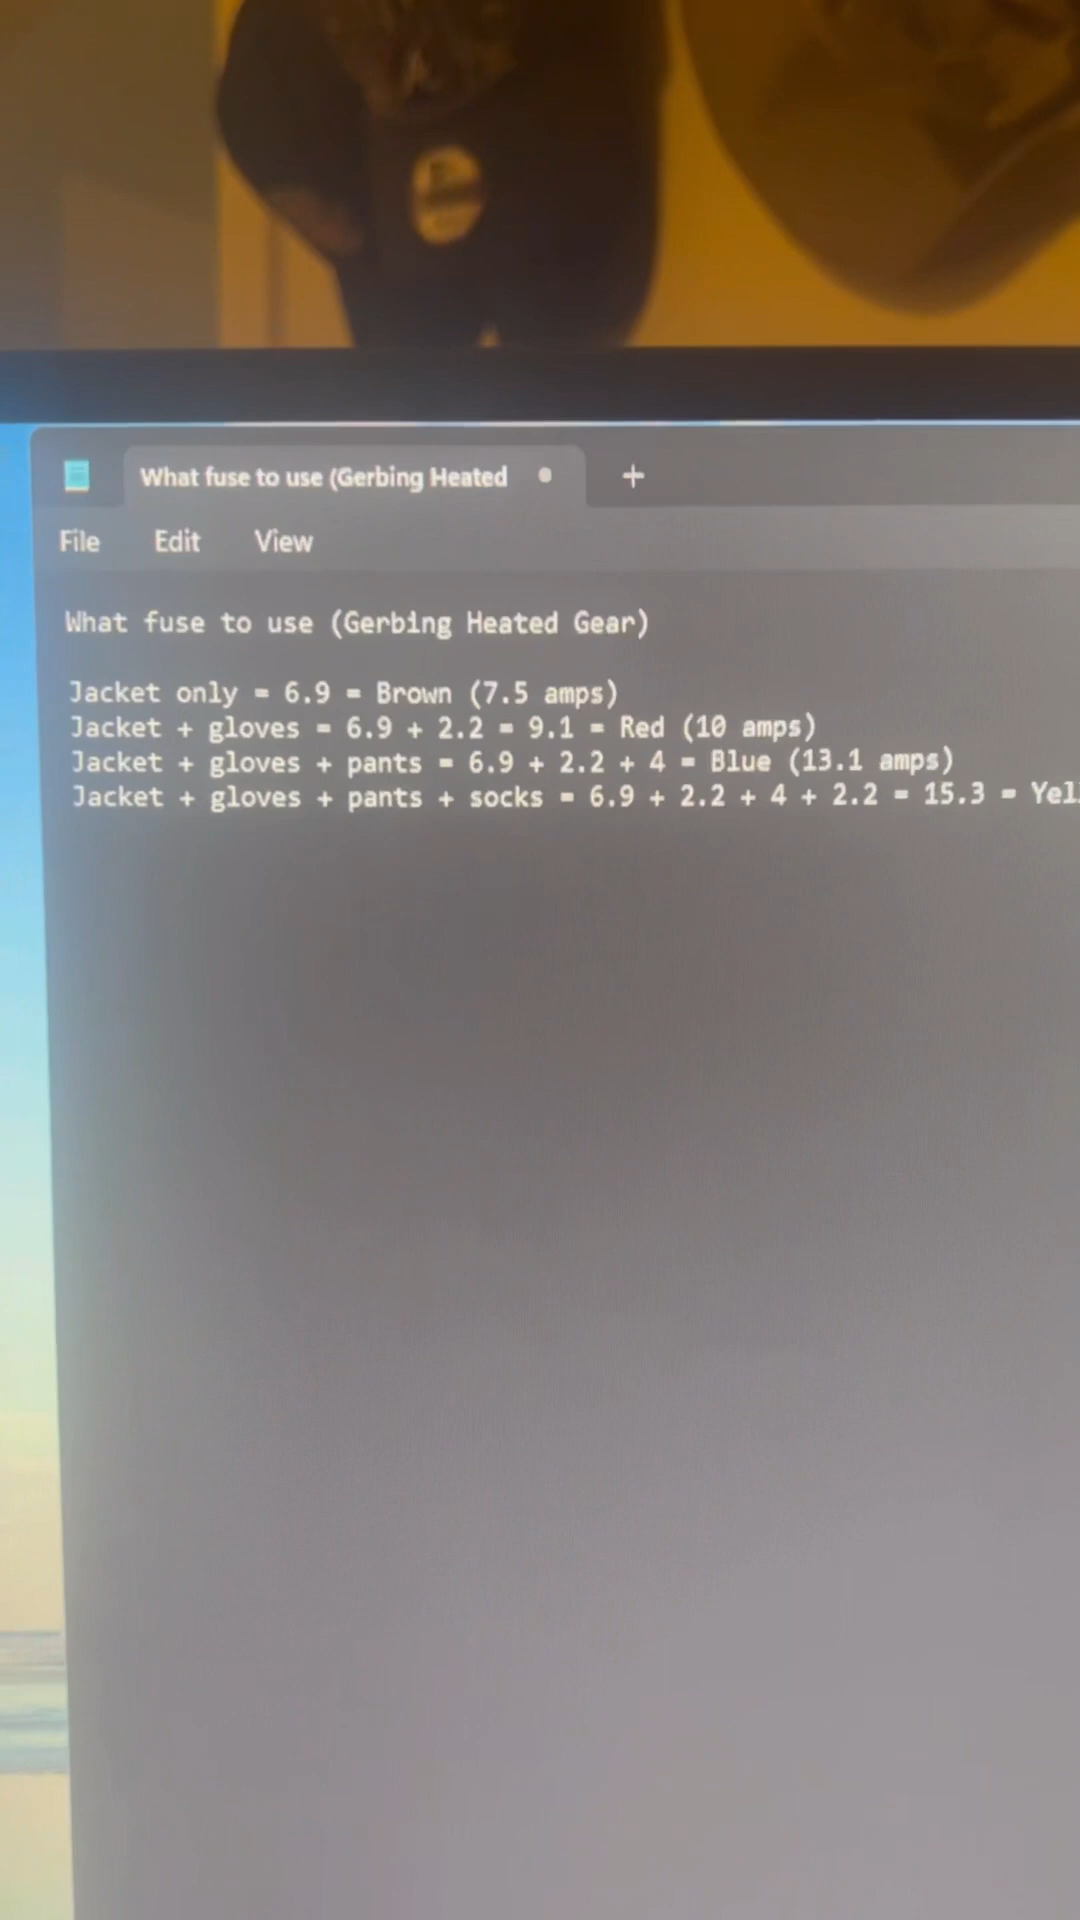 What fuse to use (Gerbing Heated
File Edit View
What fuse to use (Gerbing Heated Gear)
Jacket only = 6.9 = Brown (7.5 amps)
Jacket + gloves = 6.9 + 2.2 = 9.1 = Red (10 amps)
Jacket + gloves + pants = 6.9 + 2.2 + 4 = Blue (13.1 amps)
Jacket + gloves + pants + socks = 6.9 + 2.2 + 4 + 2.2 = 15.3 = Yel